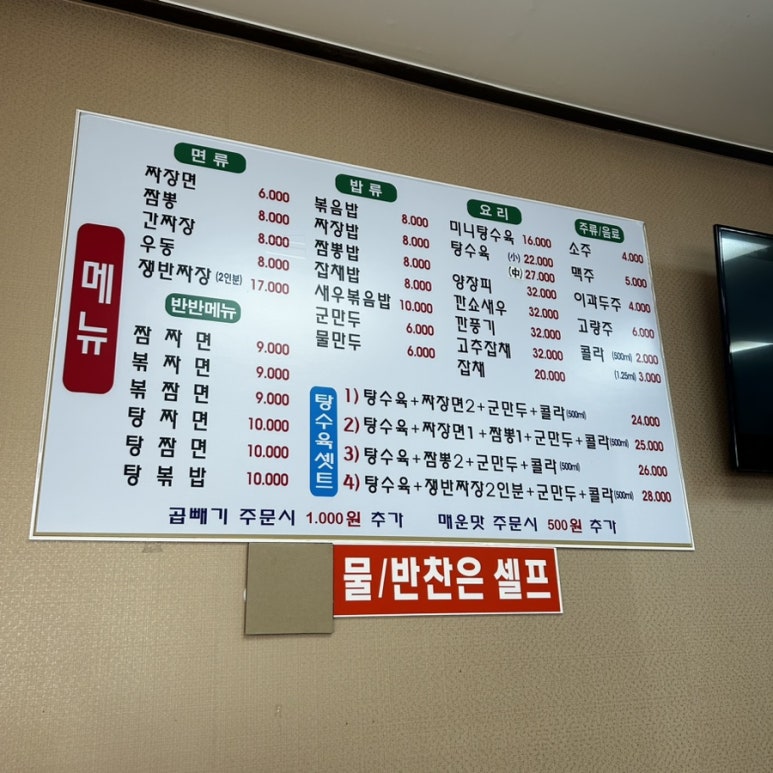 메뉴
면류
짜장면 6.000
짬뽕 8.000
간짜장 8.000
우동 8.000
쟁반짜장 (2인분) 17.000
반반메뉴
짬 짜 면 9.000
볶 짜 면 9.000
볶 짬 면 9.000
탕 짜 면 10.000
탕 짬 면 10.000
탕 볶 밥 10.000
밥류
볶음밥 8.000
짜장밥 8.000
짬뽕밥 8.000
잡채밥 8.000
새우볶음밥 10.000
군만두 6.000
물만두 6.000
요리
미니탕수육 16.000
탕수육 (小) 22.000
(中) 27.000
양장피 32.000
깐쇼새우 32.000
깐풍기 32.000
고추잡채 32.000
잡채 20.000
주류/음료
소주 4.000
맥주 5.000
이과두주 4.000
고량주 6.000
콜라 (500ml) 2.000
(1.25ml) 3.000
탕수육셋트
1) 탕수육+짜장면2+군만두+콜라(500ml) 24.000
2) 탕수육+짜장면1+짬뽕1+군만두+콜라(500ml) 25.000
3) 탕수육+짬뽕2+군만두+콜라(500ml) 26.000
4) 탕수육+쟁반짜장2인분+군만두+콜라(500ml) 28.000
곱빼기 주문시 1.000원 추가 매운맛 주문시 500원 추가
물/반찬은 셀프